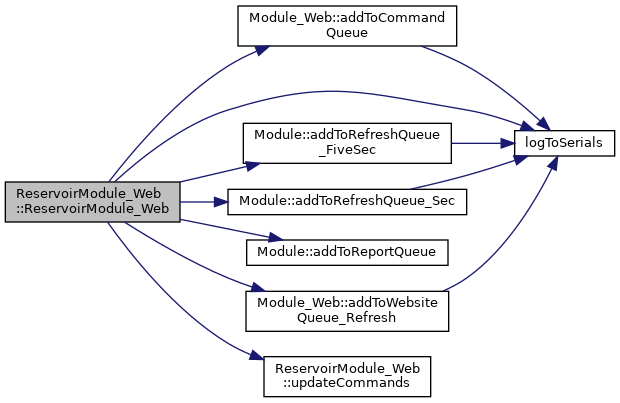 Module_Web::addToCommand
Queue
Module::addToRefreshQueue
_FiveSec
logToSerials
ReservoirModule_Web
::ReservoirModule_Web
Module::addToRefreshQueue_Sec
Module::addToReportQueue
Module_Web::addToWebsite
Queue_Refresh
ReservoirModule_Web
::updateCommands